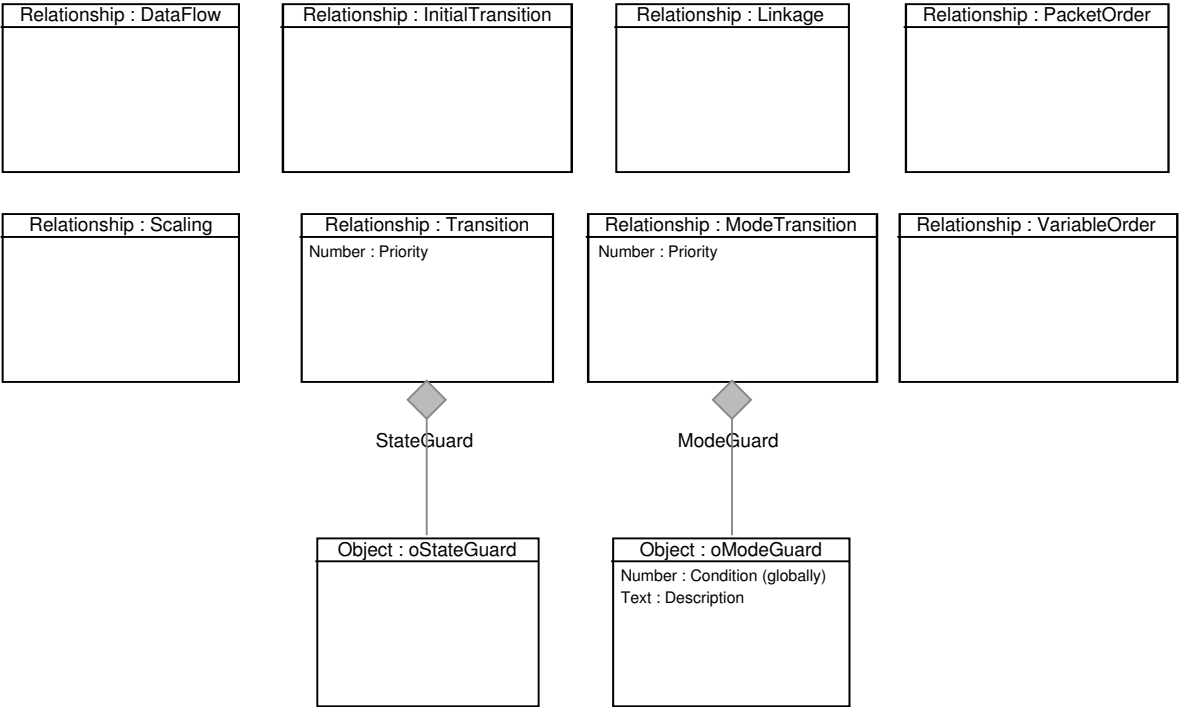 Relationship : DataFlow
Relationship : InitialTransition
Relationship : Linkage
Relationship : PacketOrder
Relationship : Scaling
Relationship : Transition
Number : Priority
Relationship : ModeTransition
Number : Priority
Relationship : VariableOrder
StateGuard
ModeGuard
Object : oStateGuard
Object : oModeGuard
Number : Condition (globally)
Text : Description